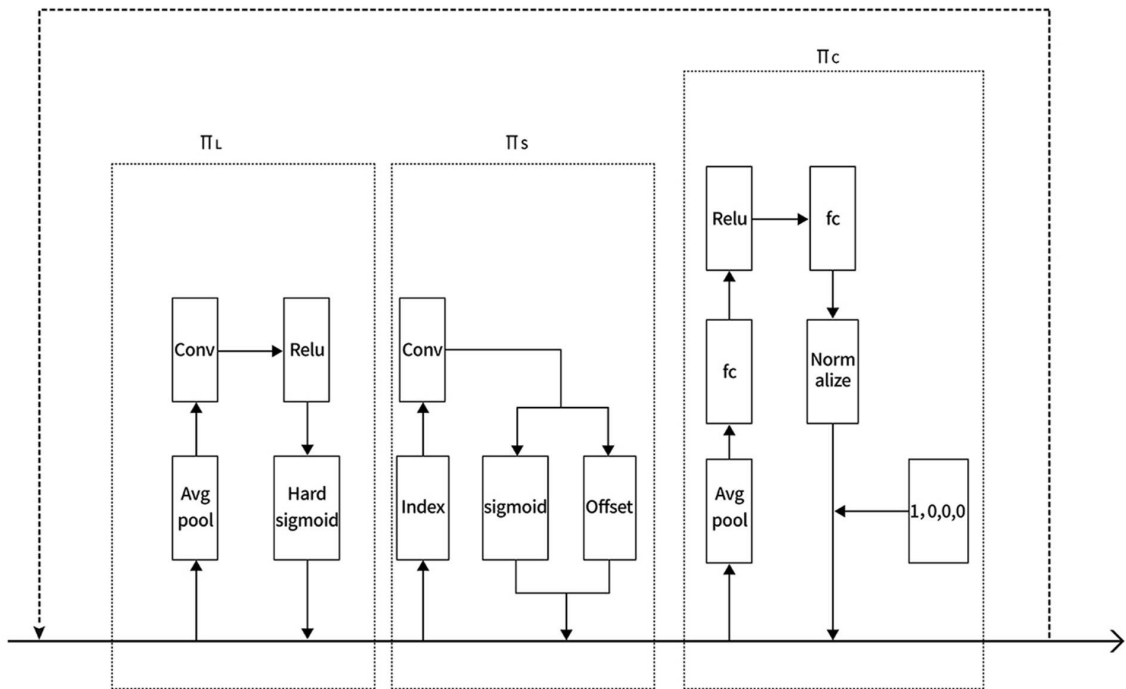 πL
πS
πC
Conv
Relu
Avg
pool
Hard
sigmoid
Conv
Index
sigmoid
Offset
Relu
fc
fc
Norm
alize
Avg
pool
1,0,0,0